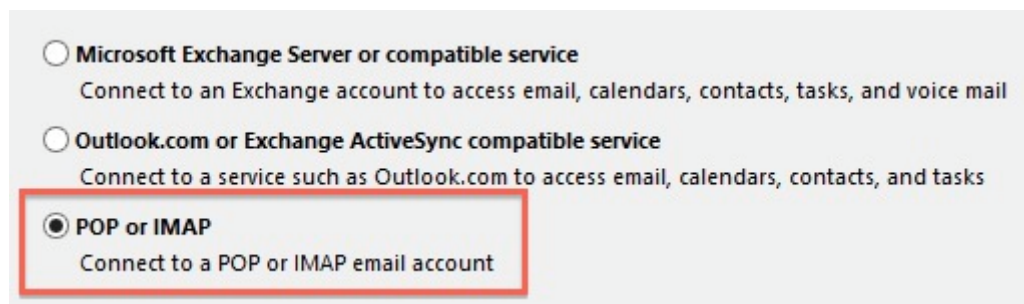 Microsoft Exchange Server or compatible service
Connect to an Exchange account to access email, calendars, contacts, tasks, and voice mail
Outlook.com or Exchange ActiveSync compatible service
Connect to a service such as Outlook.com to access email, calendars, contacts, and tasks
POP or IMAP
Connect to a POP or IMAP email account